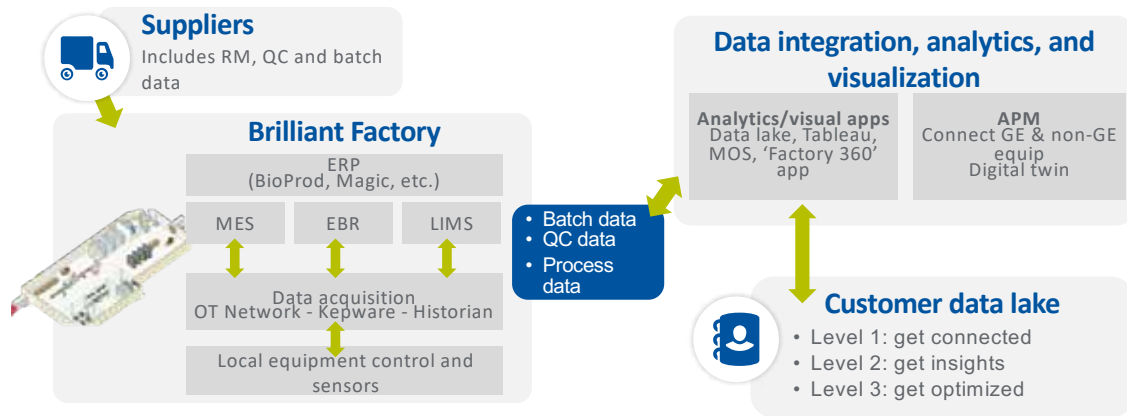 Suppliers
Includes RM, QC and batch
data
Brilliant Factory
ERP
(BioProd, Magic, etc.)
MES
EBR
LIMS
Data acquisition
OT Network - Kepware - Historian
Local equipment control and
sensors
• Batch data
• QC data
• Process
data
Data integration, analytics, and
visualization
Analytics/visual apps
Data lake, Tableau,
MOS, ‘Factory 360’
app
APM
Connect GE & non-GE
equip
Digital twin
Customer data lake
• Level 1: get connected
• Level 2: get insights
• Level 3: get optimized